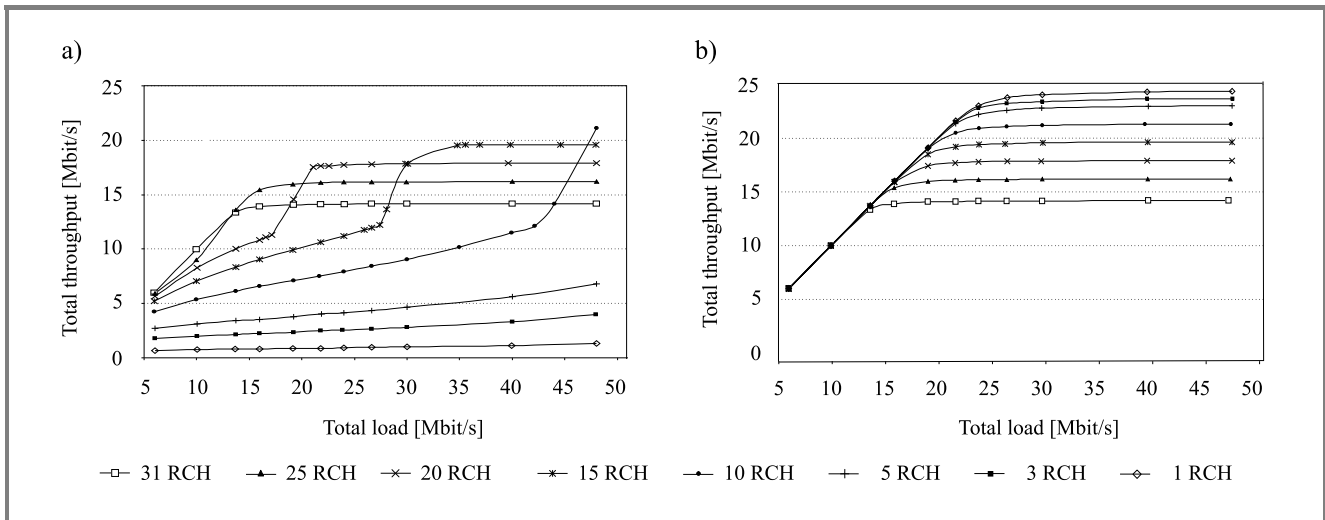 a)
b)
Total throughput [Mbit/s]
25
20
15
10
5
0
5 10 15 20 25 30 35 40 45 50
Total load [Mbit/s]
Total throughput [Mbit/s]
25
20
15
10
5
0
5 10 15 20 25 30 35 40 45 50
Total load [Mbit/s]
31 RCH 25 RCH 20 RCH 15 RCH 10 RCH 5 RCH 3 RCH 1 RCH